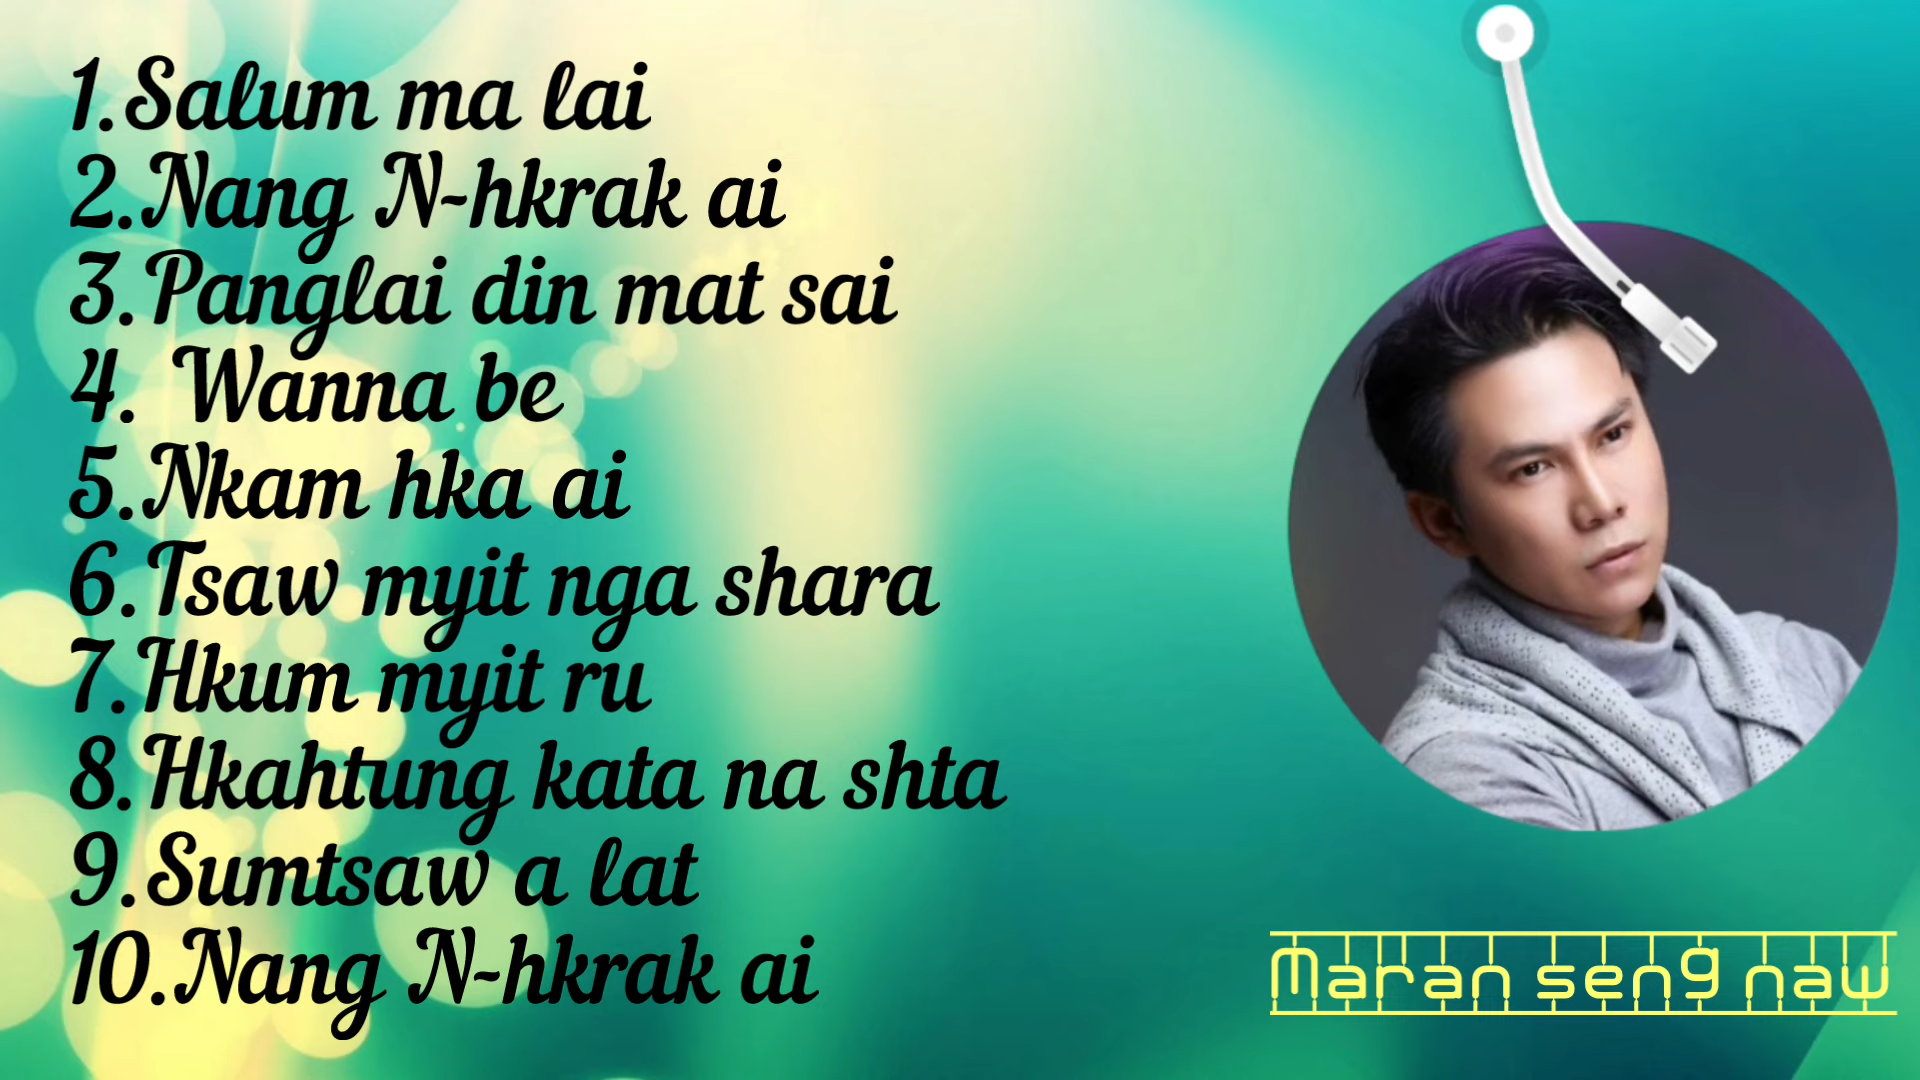 1.Salum ma lai
2.Nang N-hkrak ai
3.Panglai din mat sai
4. Wanna be
5.Nkam hka ai
6.Tsaw myit nga shara
7.Hkum myit ru
8.Hkahtung kata na shta
9.Sumtsaw a lat
10.Nang N-hkrak ai
Maran seng naw